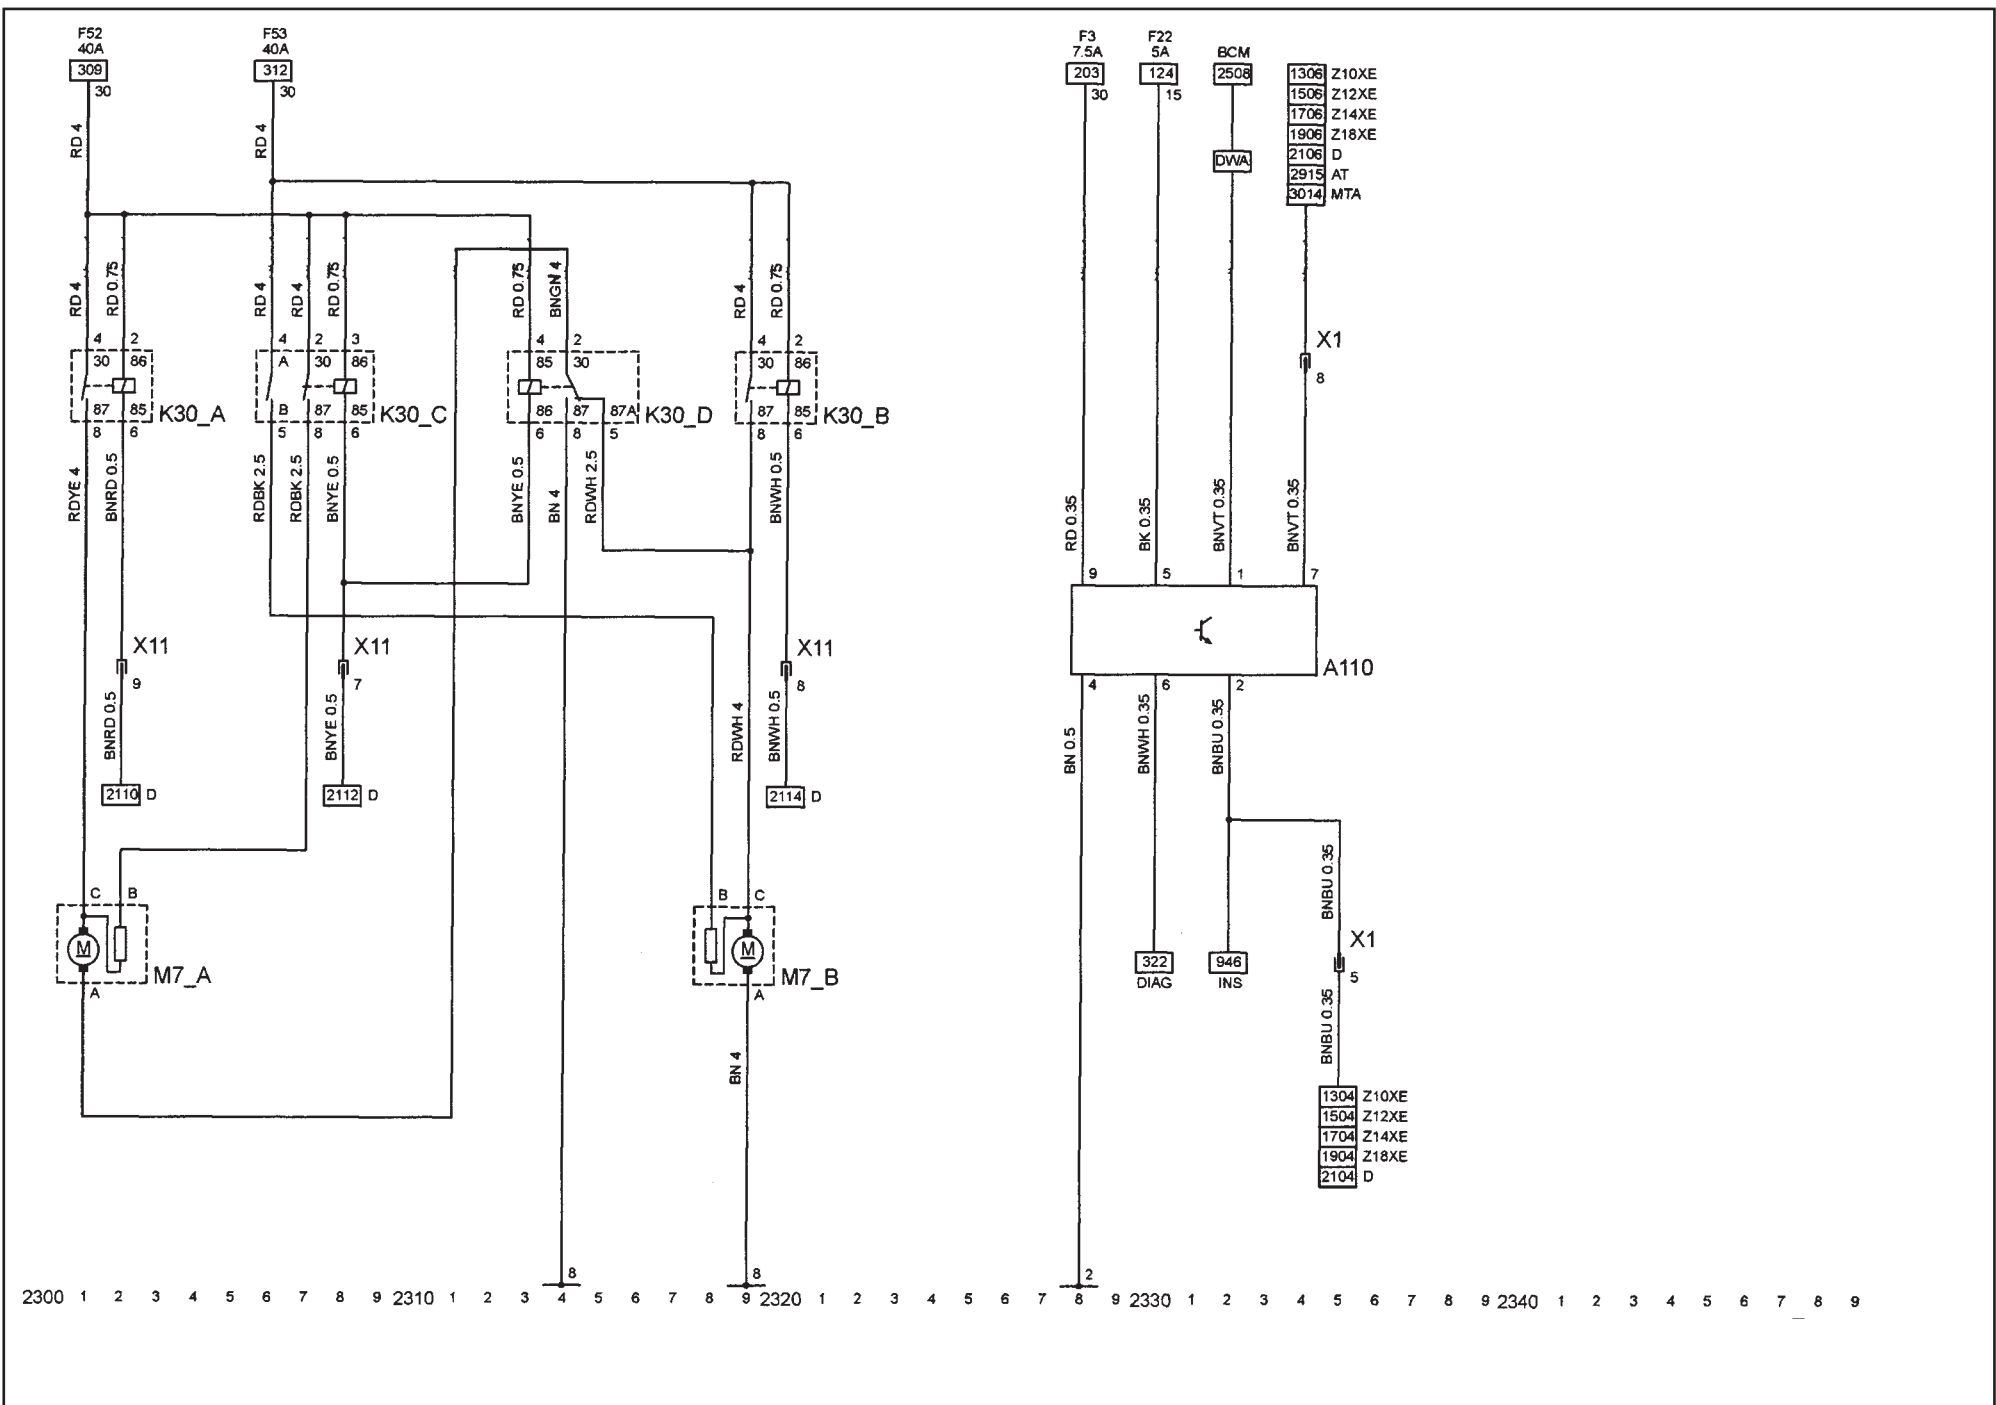 F52
40A
309
30
F53
40A
312
30
F3
7.5A
203
30
F22
5A
124
15
BCM
2508
DWA
1306 Z10XE
1506 Z12XE
1706 Z14XE
1906 Z18XE
2106 D
2915 AT
3014 MTA
RD 4
RD 4
RD 4
RD 0.75
RD 4
RD 4
RD 0.75
RD 0.75
BNGN 4
RD 4
RD 0.75
4 2
30 86
87 85
8 6
K30_A
4 2 3
A 30 86
B 87 85
5 8 6
K30_C
4 2
85 30
86 87 87A
6 8 5
K30_D
4 2
30 86
87 85
8 6
K30_B
X1
8
RDYE 4
BNRD 0.5
RDBK 2.5
RDBK 2.5
BNYE 0.5
BNYE 0.5
BN 4
RDWH 2.5
BNWH 0.5
RD 0.35
BK 0.35
BNVT 0.35
BNVT 0.35
9 5 1 7
A110
4 6 2
X11
9
X11
7
X11
8
BNRD 0.5
BNYE 0.5
RDWH 4
BNWH 0.5
BN 0.5
BNWH 0.35
BNBU 0.35
2110 D
2112 D
2114 D
BNBU 0.35
C B
M
A
M7_A
B C
M
A
M7_B
322
DIAG
946
INS
X1
5
BN 4
BNBU 0.35
1304 Z10XE
1504 Z12XE
1704 Z14XE
1904 Z18XE
2104 D
8
8
2
2300 1 2 3 4 5 6 7 8 9 2310 1 2 3 4 5 6 7 8 9 2320 1 2 3 4 5 6 7 8 9 2330 1 2 3 4 5 6 7 8 9 2340 1 2 3 4 5 6 7 8 9